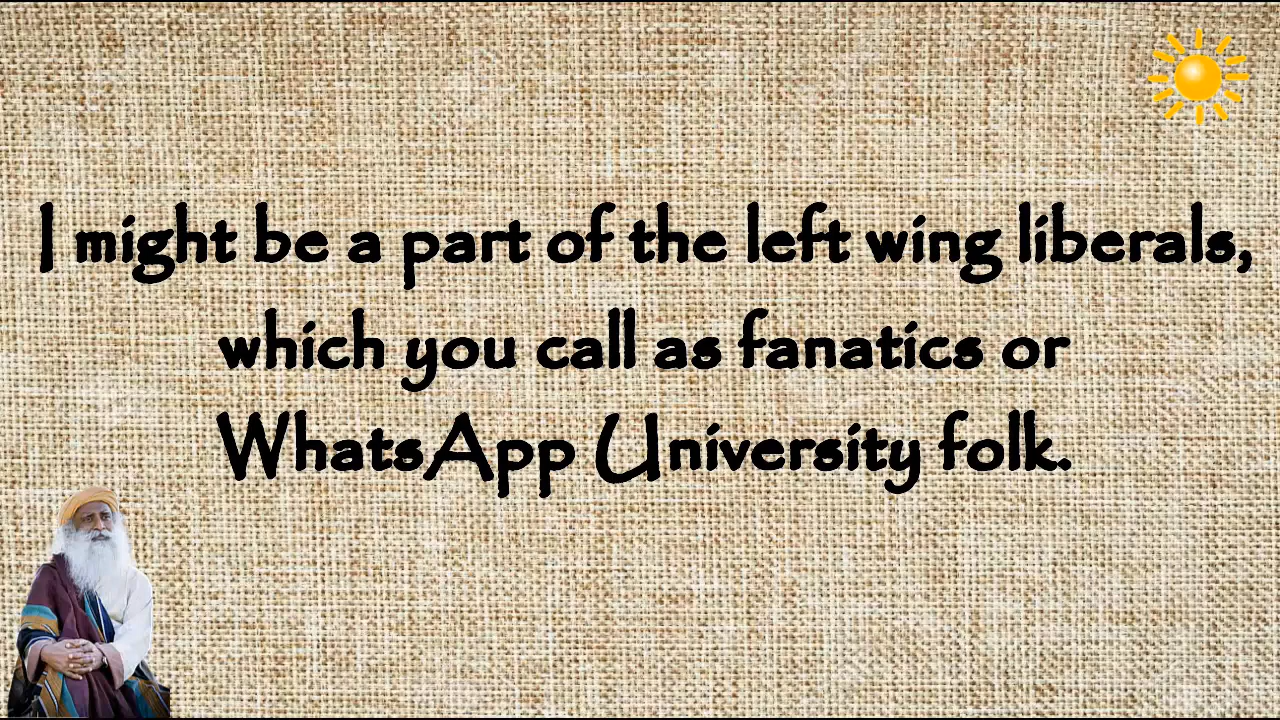 I might be a part of the left wing liberals,
which you call as fanatics or
WhatsApp University folk.